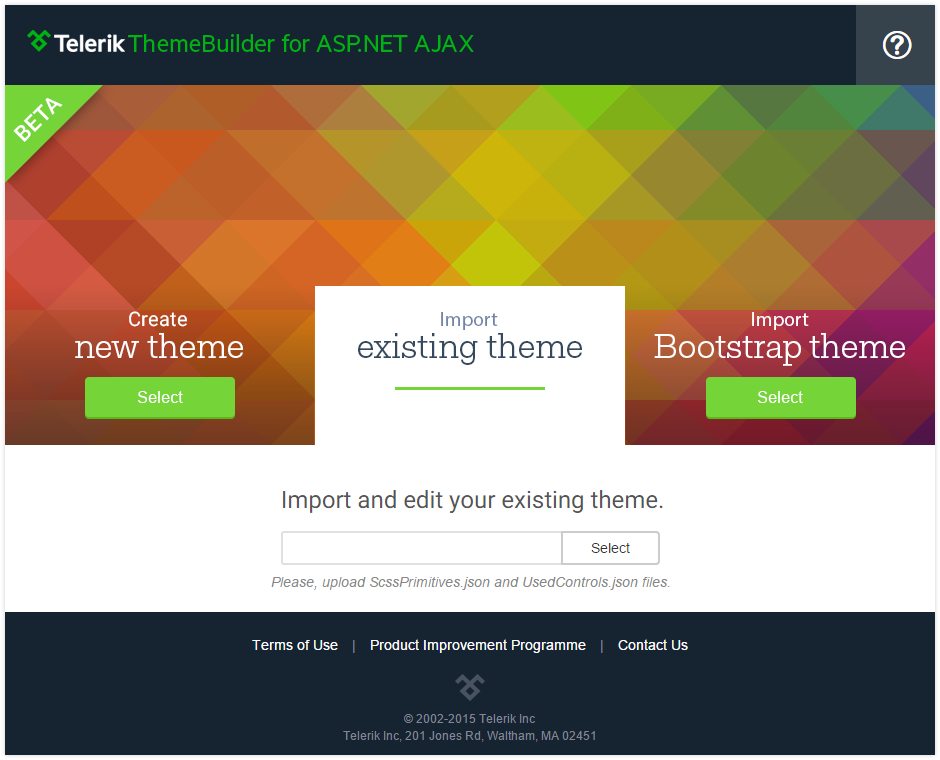 Telerik ThemeBuilder for ASP.NET AJAX
BETA
Create
new theme
Select
Import
existing theme
Import
Bootstrap theme
Select
Import and edit your existing theme.
Select
Please, upload ScssPrimitives.json and UsedControls.json files.
Terms of Use | Product Improvement Programme | Contact Us
© 2002-2015 Telerik Inc
Telerik Inc, 201 Jones Rd, Waltham, MA 02451